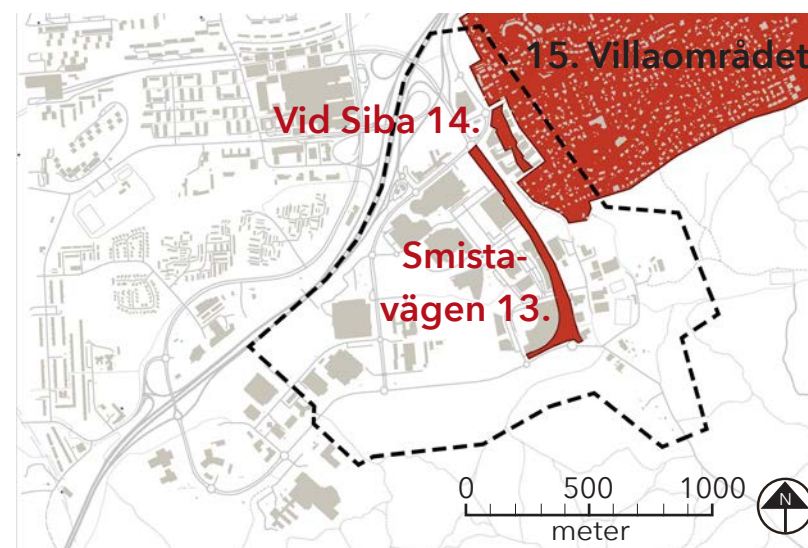 15. Villaområdet
Vid Siba 14.
Smista-
vägen 13.
0 500 1000
meter
N